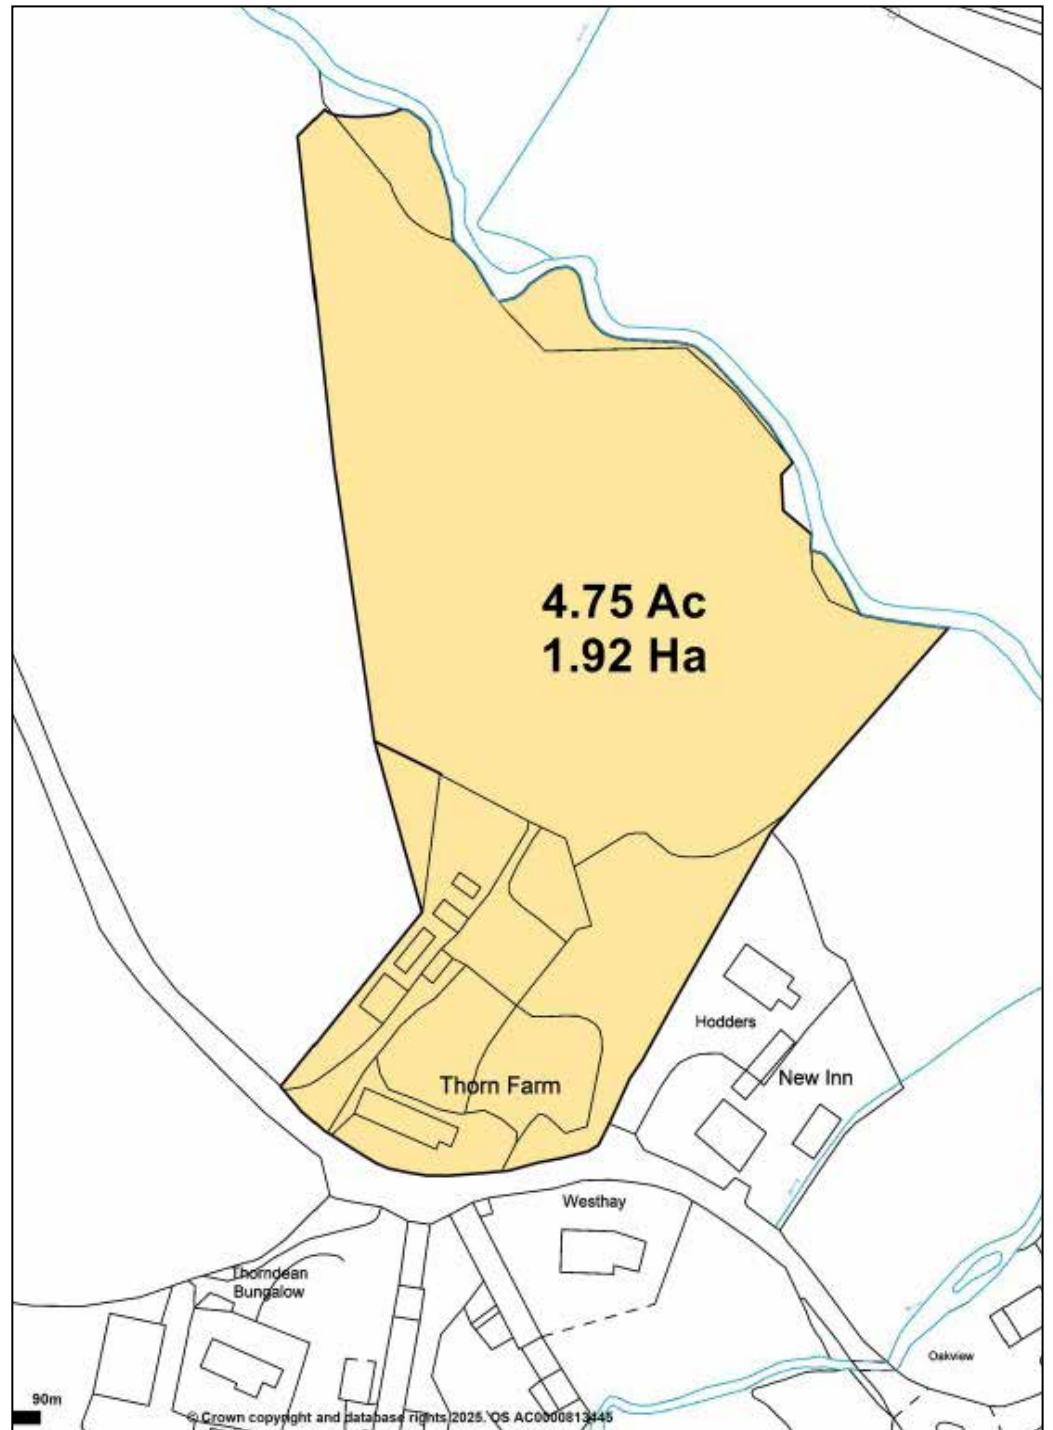 4.75 Ac
1.92 Ha
Hodders
New Inn
Thorn Farm
Westhay
Thorndean
Bungalow
Oakview
90m
© Crown copyright and database rights 2025. OS AC0000813445